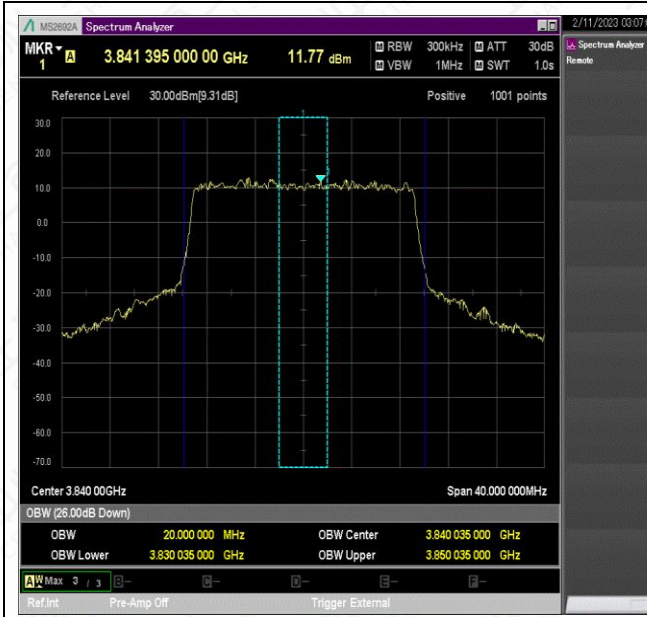 MS2692A Spectrum Analyzer
2/11/2023 03:07:
MKR 1 A 3.841 395 000 00 GHz 11.77 dBm
M RBW 300kHz M ATT 30dB
M VBW 1MHz M SWT 1.0s
Spectrum Analyzer
Remote
Reference Level 30.00dBm[9.31dB] Positive 1001 points
30.0
20.0
10.0
0.0
-10.0
-20.0
-30.0
-40.0
-50.0
-60.0
-70.0
Center 3.840 00GHz Span 40.000 000MHz
OBW (26.00dB Down)
OBW 20.000 000 MHz OBW Center 3.840 035 000 GHz
OBW Lower 3.830 035 000 GHz OBW Upper 3.850 035 000 GHz
A W Max 3 / 3 B- C- D- E- F-
Ref.Int Pre-Amp Off Trigger External